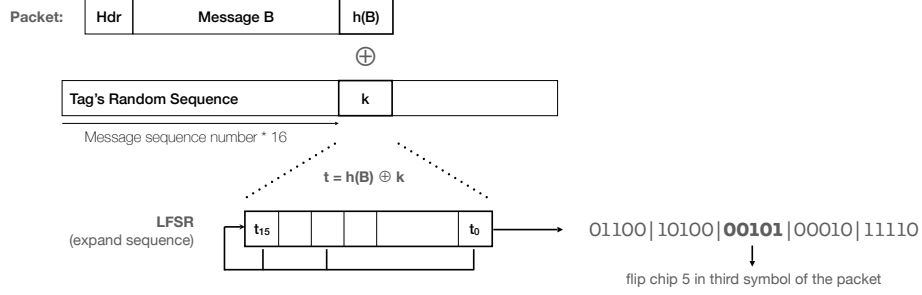 Packet: Hdr Message B h(B)
⊕
Tag's Random Sequence k
Message sequence number * 16
t = h(B) ⊕ k
LFSR
(expand sequence)
t15 t0
01100|10100|00101|00010|11110
flip chip 5 in third symbol of the packet